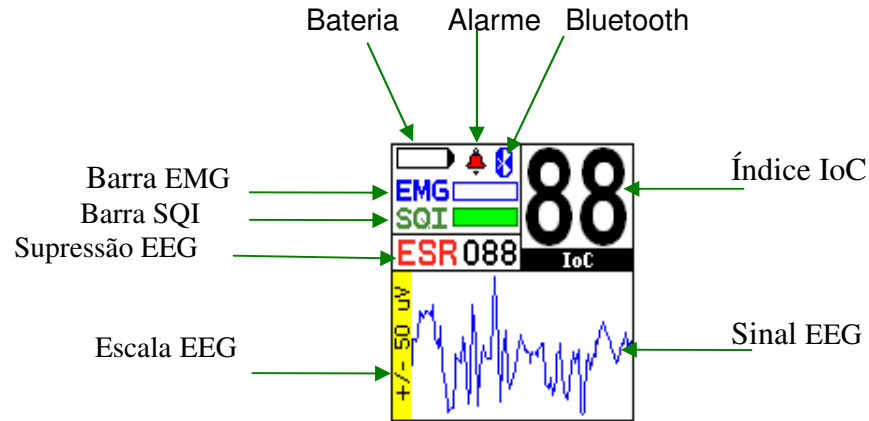 Bateria Alarme Bluetooth
Barra EMG
Barra SQI
Supressão EEG
Escala EEG
EMG
SQI
ESR 088
88
IoC
+/- 50 uV
Índice IoC
Sinal EEG